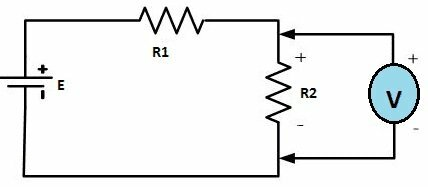 R1
+
E
+
R2
-
+
V
-